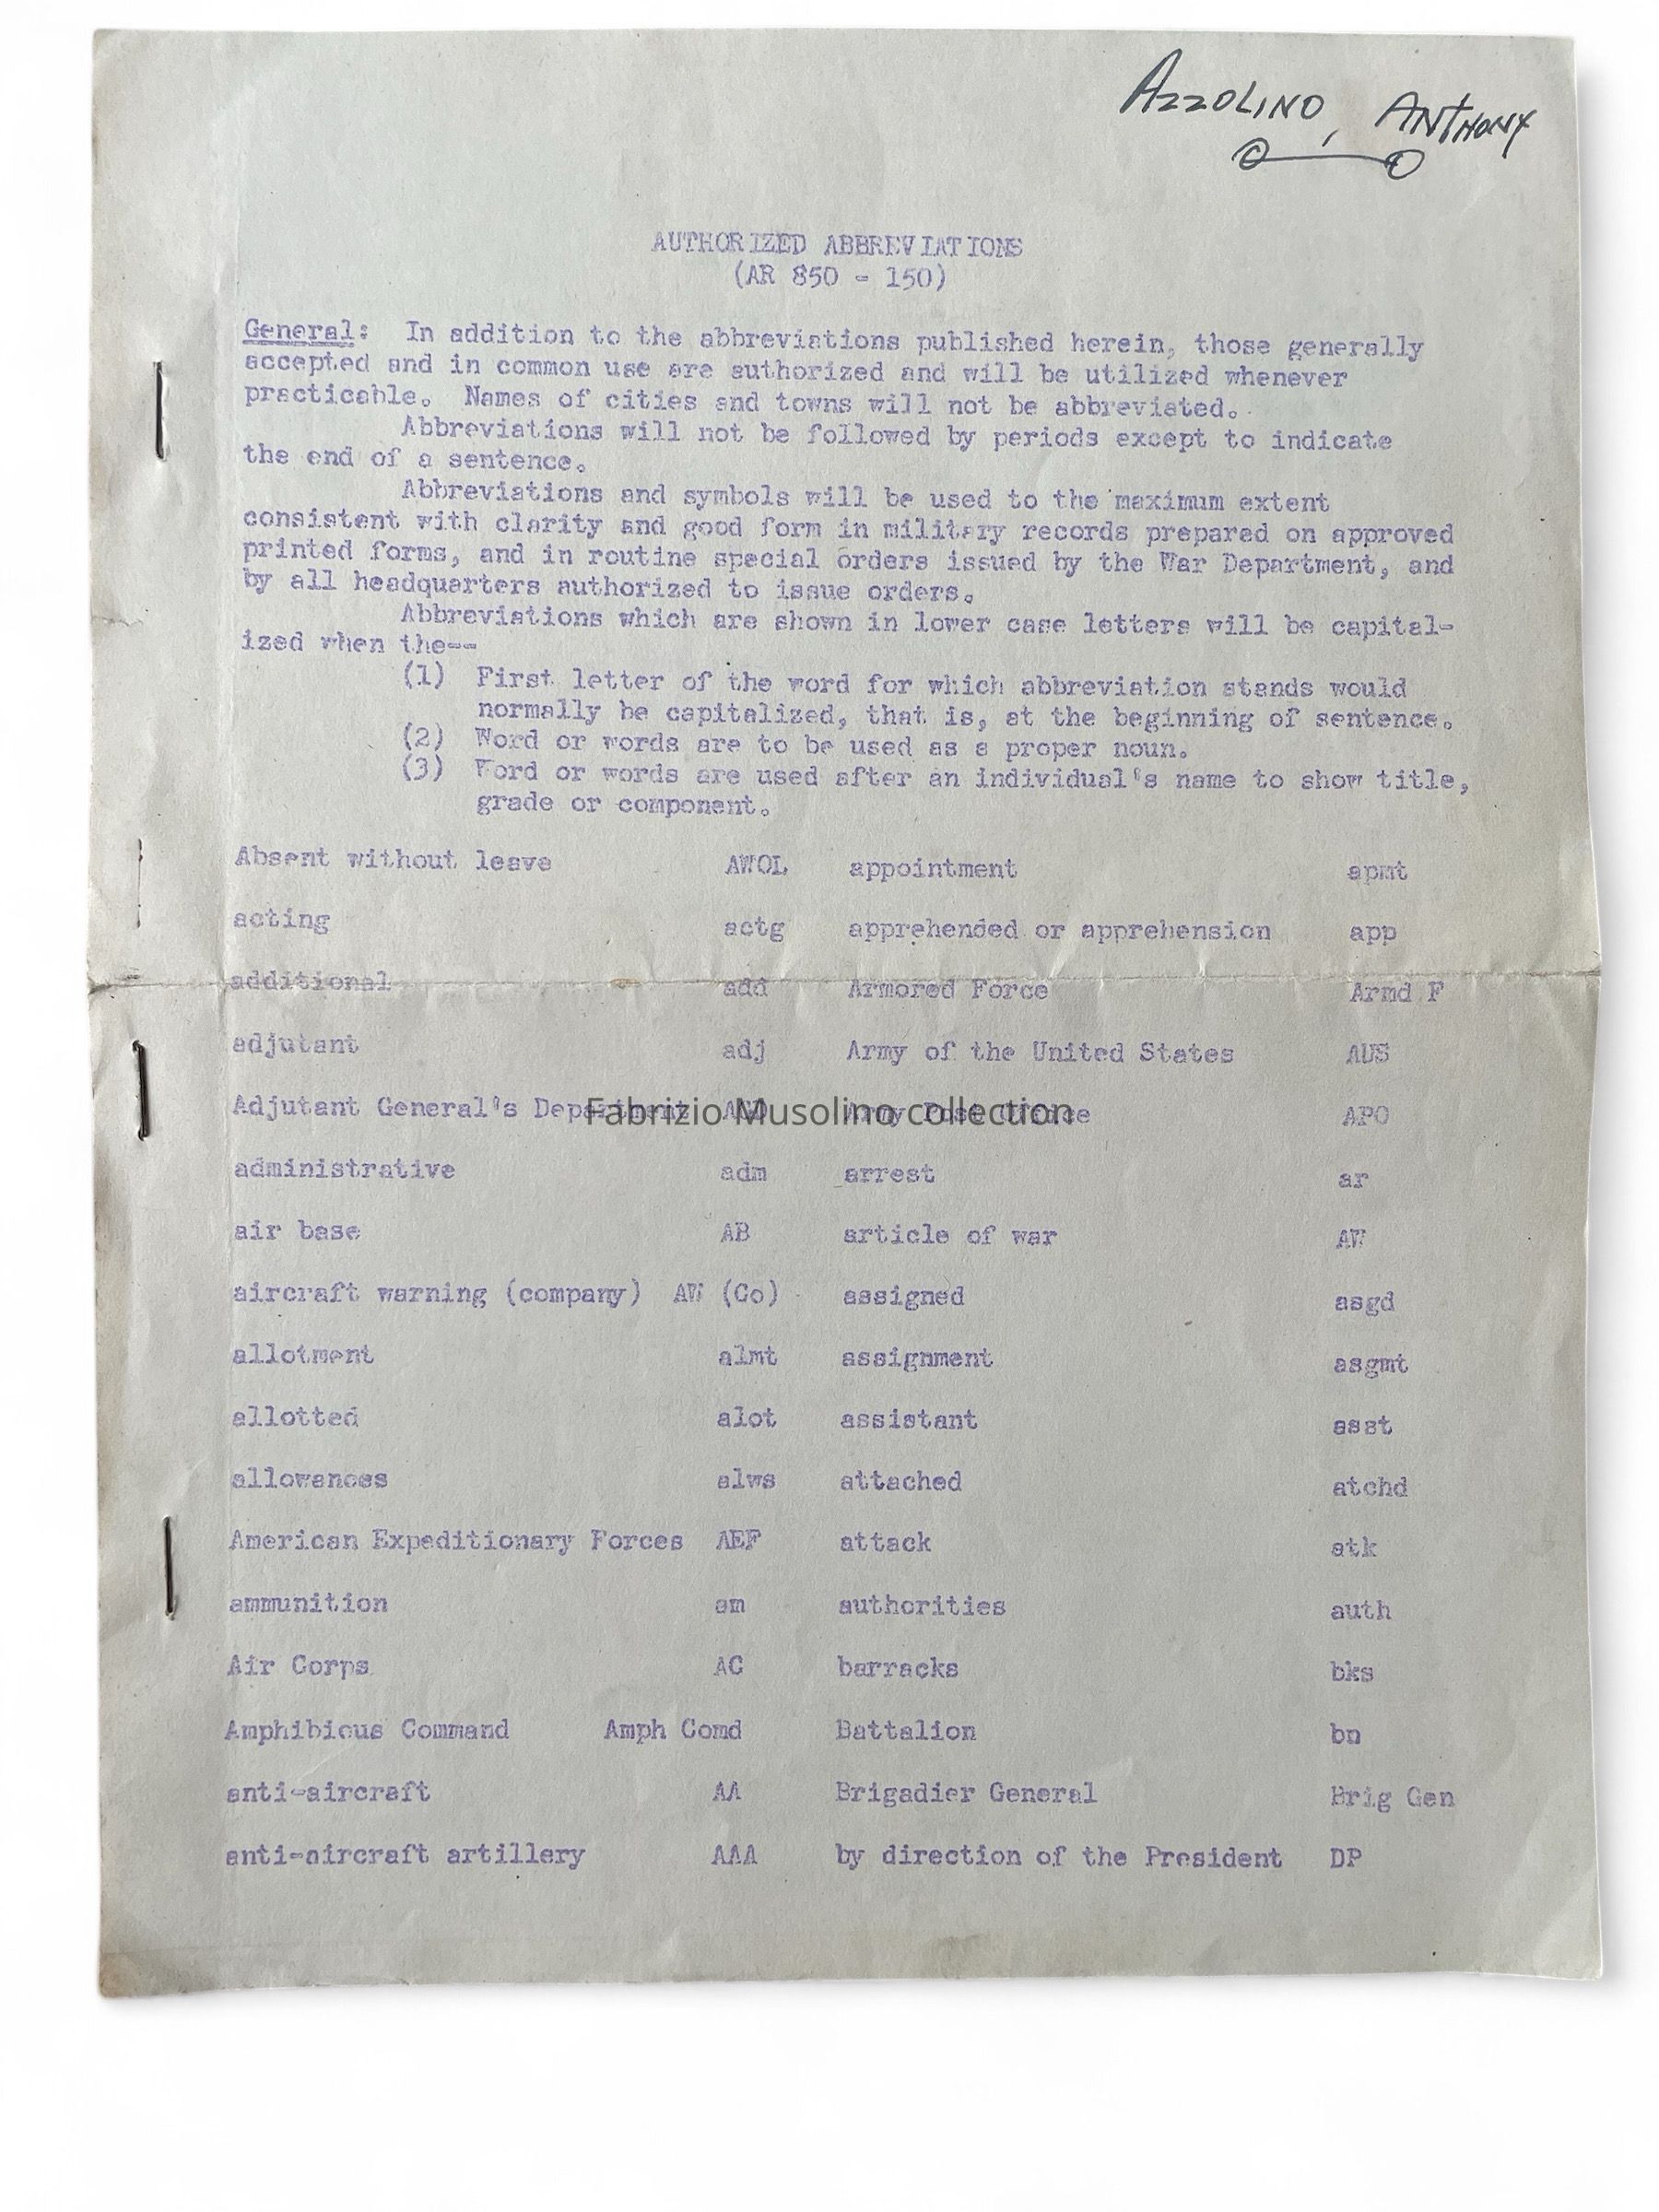 AZZOLINO, ANTHONY
AUTHORIZED ABBREVIATIONS
(AR 850 - 150)
General: In addition to the abbreviations published herein, those generally
accepted and in common use are authorized and will be utilized whenever
practicable. Names of cities and towns will not be abbreviated.
Abbreviations will not be followed by periods except to indicate
the end of a sentence.
Abbreviations and symbols will be used to the maximum extent
consistent with clarity and good form in military records prepared on approved
printed forms, and in routine special orders issued by the War Department, and
by all headquarters authorized to issue orders.
Abbreviations which are shown in lower case letters will be capital-
ized when the--
(1) First letter of the word for which abbreviation stands would
normally be capitalized, that is, at the beginning of sentence.
(2) Word or words are to be used as a proper noun.
(3) Word or words are used after an individual's name to show title,
grade or component.
Absent without leave AWOL appointment apmt
acting actg apprehended or apprehension app
additional add Armored Force Armd F
adjutant adj Army of the United States AUS
Adjutant General's Department AGD Army Post Office APO
Fabrizio Musolino collection
administrative adm arrest ar
air base AB article of war AW
aircraft warning (company) AW (Co) assigned asgd
allotment almt assignment asgmt
allotted alot assistant asst
allowances alws attached atchd
American Expeditionary Forces AEF attack atk
ammunition am authorities auth
Air Corps AC barracks bks
Amphibious Command Amph Comd Battalion bn
anti-aircraft AA Brigadier General Brig Gen
anti-aircraft artillery AAA by direction of the President DP